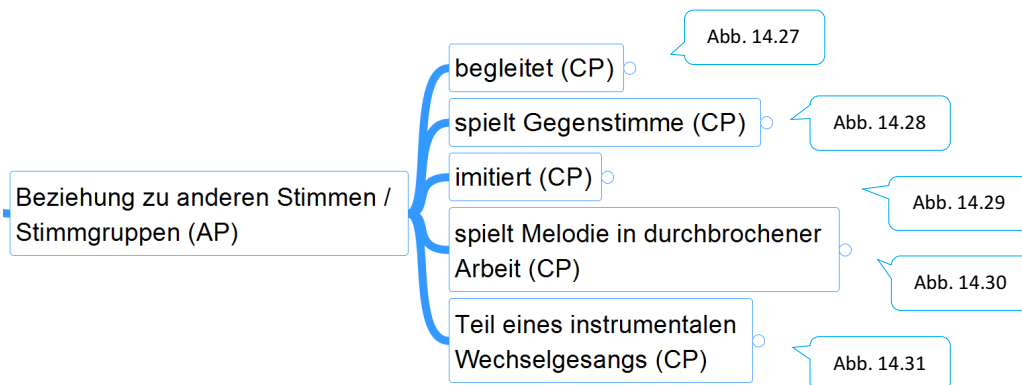 Beziehung zu anderen Stimmen /
Stimmgruppen (AP)
begleitet (CP)
Abb. 14.27
spielt Gegenstimme (CP)
Abb. 14.28
imitiert (CP)
Abb. 14.29
spielt Melodie in durchbrochener
Arbeit (CP)
Abb. 14.30
Teil eines instrumentalen
Wechselgesangs (CP)
Abb. 14.31